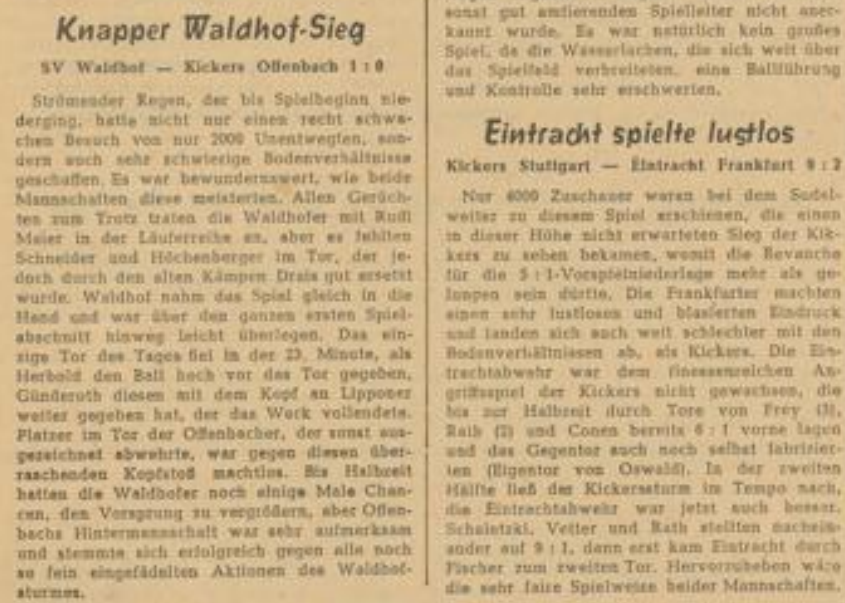 Knapper Waldhof-Sieg
SV Waldhof — Kickers Offenbach 1 : 0
Strömender Regen, der bis Spielbeginn nie-
derging, hatte nicht nur einen recht schwa-
chen Besuch von nur 2000 Unentwegten, son-
dern auch sehr schwierige Bodenverhältnisse
geschaffen. Es war bewundernswert, wie beide
Mannschaften diese meisterten. Allen Gerüch-
ten zum Trotz traten die Waldhofer mit Rudi
Maier in der Läuferreihe an, aber es fehlten
Schneider und Höchenberger im Tor, der je-
doch durch den alten Kämpen Drais gut ersetzt
wurde. Waldhof nahm das Spiel gleich in die
Hand und war über den ganzen ersten Spiel-
abschnitt hinweg leicht überlegen. Das ein-
zige Tor des Tages fiel in der 23. Minute, als
Herbold den Ball hoch vor das Tor gegeben,
Günderoth diesen mit dem Kopf an Lipponer
weiter gegeben hat, der das Werk vollendete.
Platzer im Tor der Offenbacher, der sonst aus-
gezeichnet abwehrte, war gegen diesen über-
raschenden Kopfstoß machtlos. Bis Halbzeit
hatten die Waldhofer noch einige Male Chan-
cen, den Vorsprung zu vergrößern, aber Offen-
bachs Hintermannschaft war sehr aufmerksam
und stemmte sich erfolgreich gegen alle noch
so fein eingefädelten Aktionen des Waldhof-
sturmes.
sonst gut amtierenden Spielleiter nicht aner-
kannt wurde. Es war natürlich kein großes
Spiel, da die Wasserlachen, die sich weit über
das Spielfeld verbreiteten, eine Ballführung
und Kontrolle sehr erschwerten.
Eintracht spielte lustlos
Kickers Stuttgart — Eintracht Frankfurt 9 : 2
Nur 4000 Zuschauer waren bei dem Sudel-
wetter zu diesem Spiel erschienen, die einen
in dieser Höhe nicht erwarteten Sieg der Kik-
kers zu sehen bekamen, womit die Revanche
für die 5 : 1-Vorspielniederlage mehr als ge-
lungen sein dürfte. Die Frankfurter machten
einen sehr lustlosen und blasierten Eindruck
und fanden sich auch weit schlechter mit den
Bodenverhältnissen ab, als Kickers. Die Ein-
trachtabwehr war dem finessenreichen An-
griffsspiel der Kickers nicht gewachsen, die
bis zur Halbzeit durch Tore von Frey (3),
Rath (2) und Conen bereits 6 : 1 vorne lagen
und das Gegentor auch noch selbst fabrizier-
ten (Eigentor von Oswald). In der zweiten
Hälfte ließ der Kickerssturm im Tempo nach,
die Eintrachtabwehr war jetzt auch besser.
Schaletzki, Vetter und Rath stellten nachein-
ander auf 9 : 1, dann erst kam Eintracht durch
Fischer zum zweiten Tor. Hervorzuheben wäre
die sehr faire Spielweise beider Mannschaften.